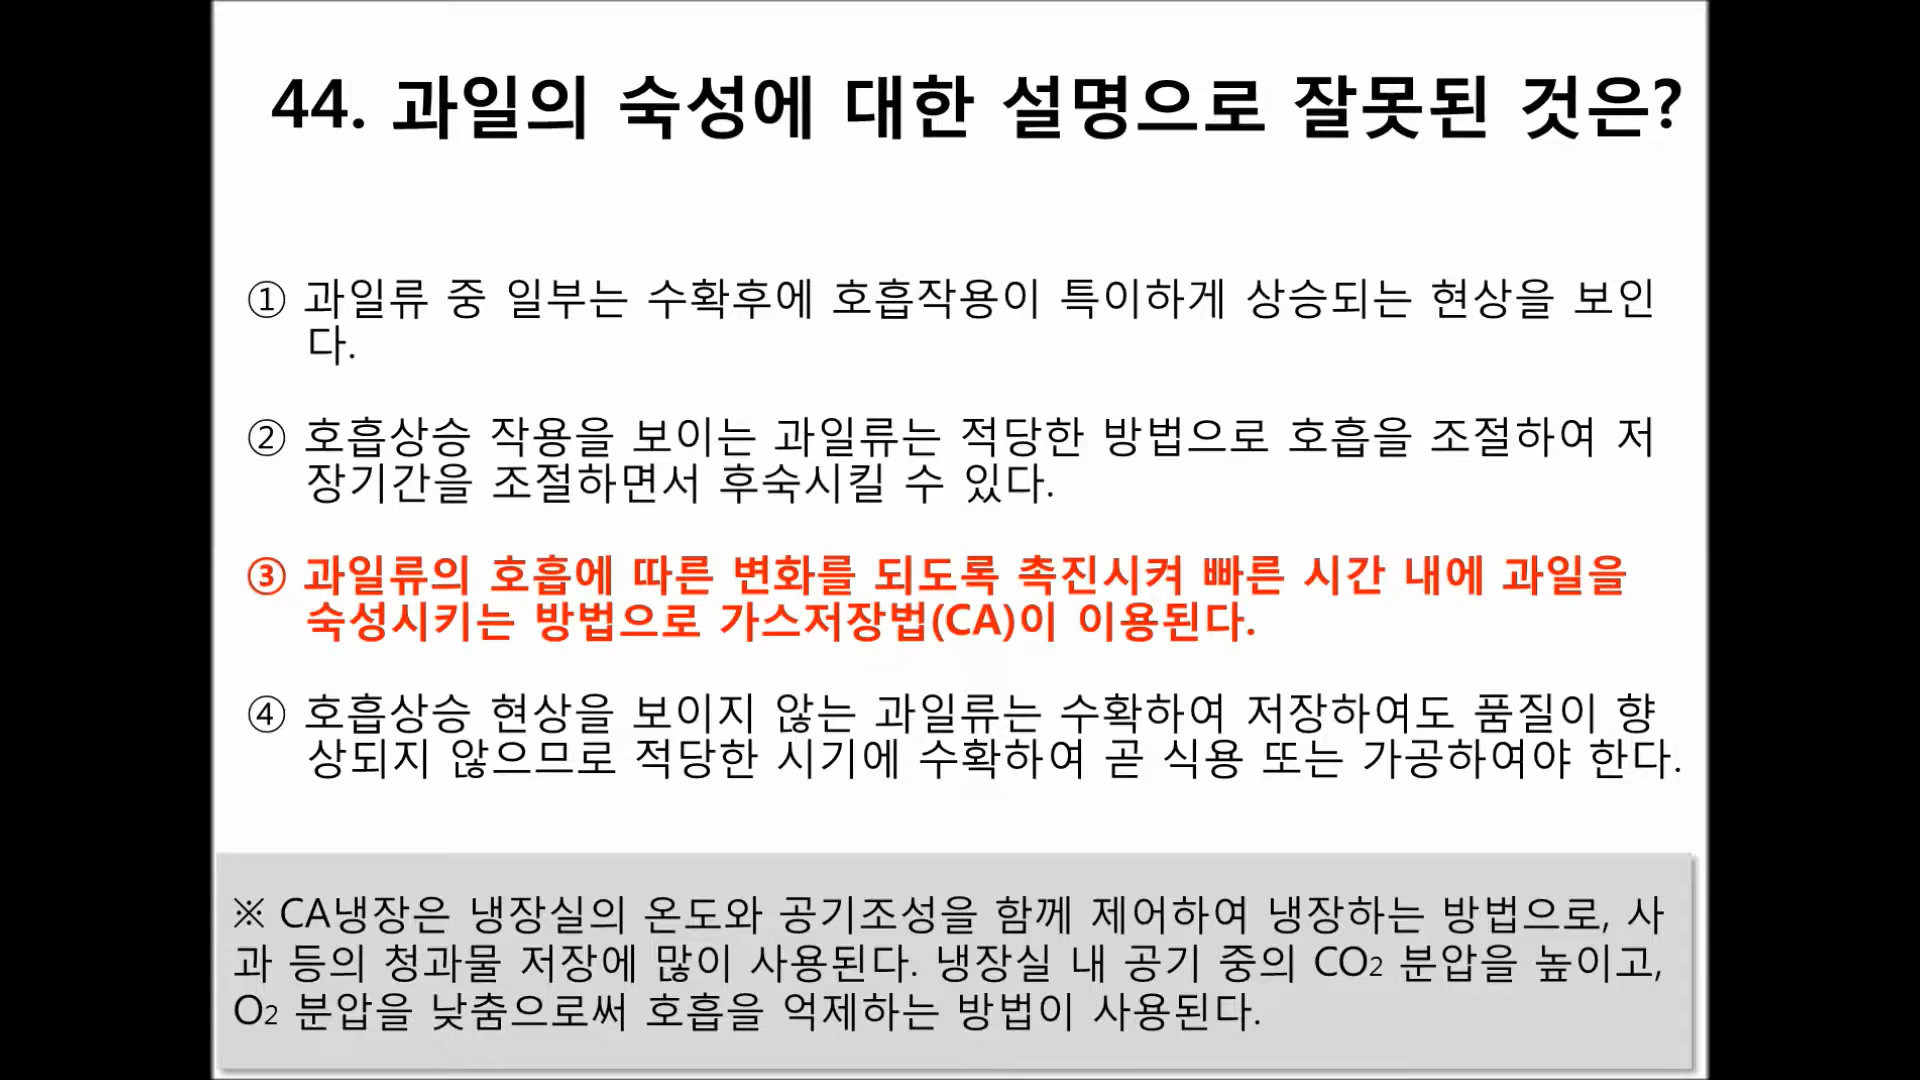 44. 과일의 숙성에 대한 설명으로 잘못된 것은?
① 과일류 중 일부는 수확후에 호흡작용이 특이하게 상승되는 현상을 보인
다.
② 호흡상승 작용을 보이는 과일류는 적당한 방법으로 호흡을 조절하여 저
장기간을 조절하면서 후숙시킬 수 있다.
③ 과일류의 호흡에 따른 변화를 되도록 촉진시켜 빠른 시간 내에 과일을
숙성시키는 방법으로 가스저장법(CA)이 이용된다.
④ 호흡상승 현상을 보이지 않는 과일류는 수확하여 저장하여도 품질이 향
상되지 않으므로 적당한 시기에 수확하여 곧 식용 또는 가공하여야 한다.
※ CA냉장은 냉장실의 온도와 공기조성을 함께 제어하여 냉장하는 방법으로, 사
과 등의 청과물 저장에 많이 사용된다. 냉장실 내 공기 중의 CO2 분압을 높이고,
O2 분압을 낮춤으로써 호흡을 억제하는 방법이 사용된다.